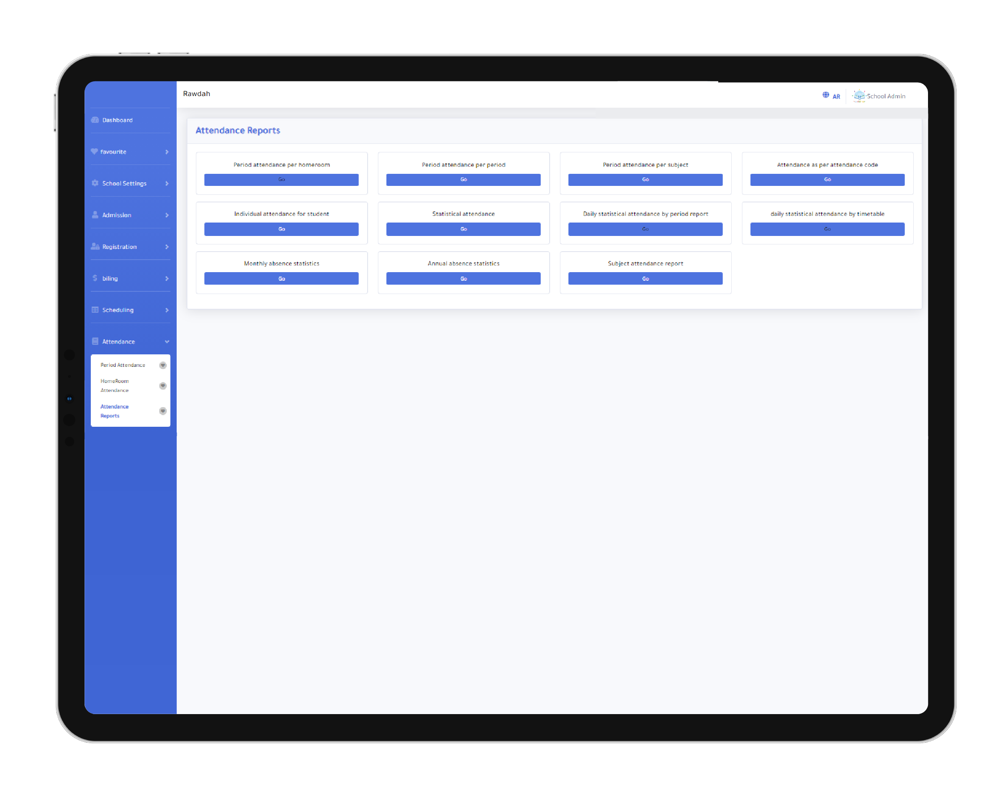 Rawdah
AR
School Admin
Dashboard
favourite
School Settings
Admission
Registration
biling
Scheduling
Attendance
Period Attendance
HomeRoom
Attendance
Attendance
Reports
Attendance Reports
Period attendance per homeroom
Go
Period attendance per period
Go
Period attendance per subject
Go
Attendance as per attendance code
Go
Individual attendance for student
Go
Statistical attendance
Go
Daily statistical attendance by period report
Go
daily statistical attendance by timetable
Go
Monthly absence statistics
Go
Annual absence statistics
Go
Subject attendance report
Go